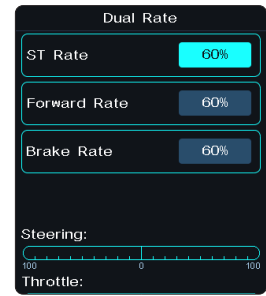 Dual Rate
ST Rate 60%
Forward Rate 60%
Brake Rate 60%
Steering:
100 0 100
Throttle: